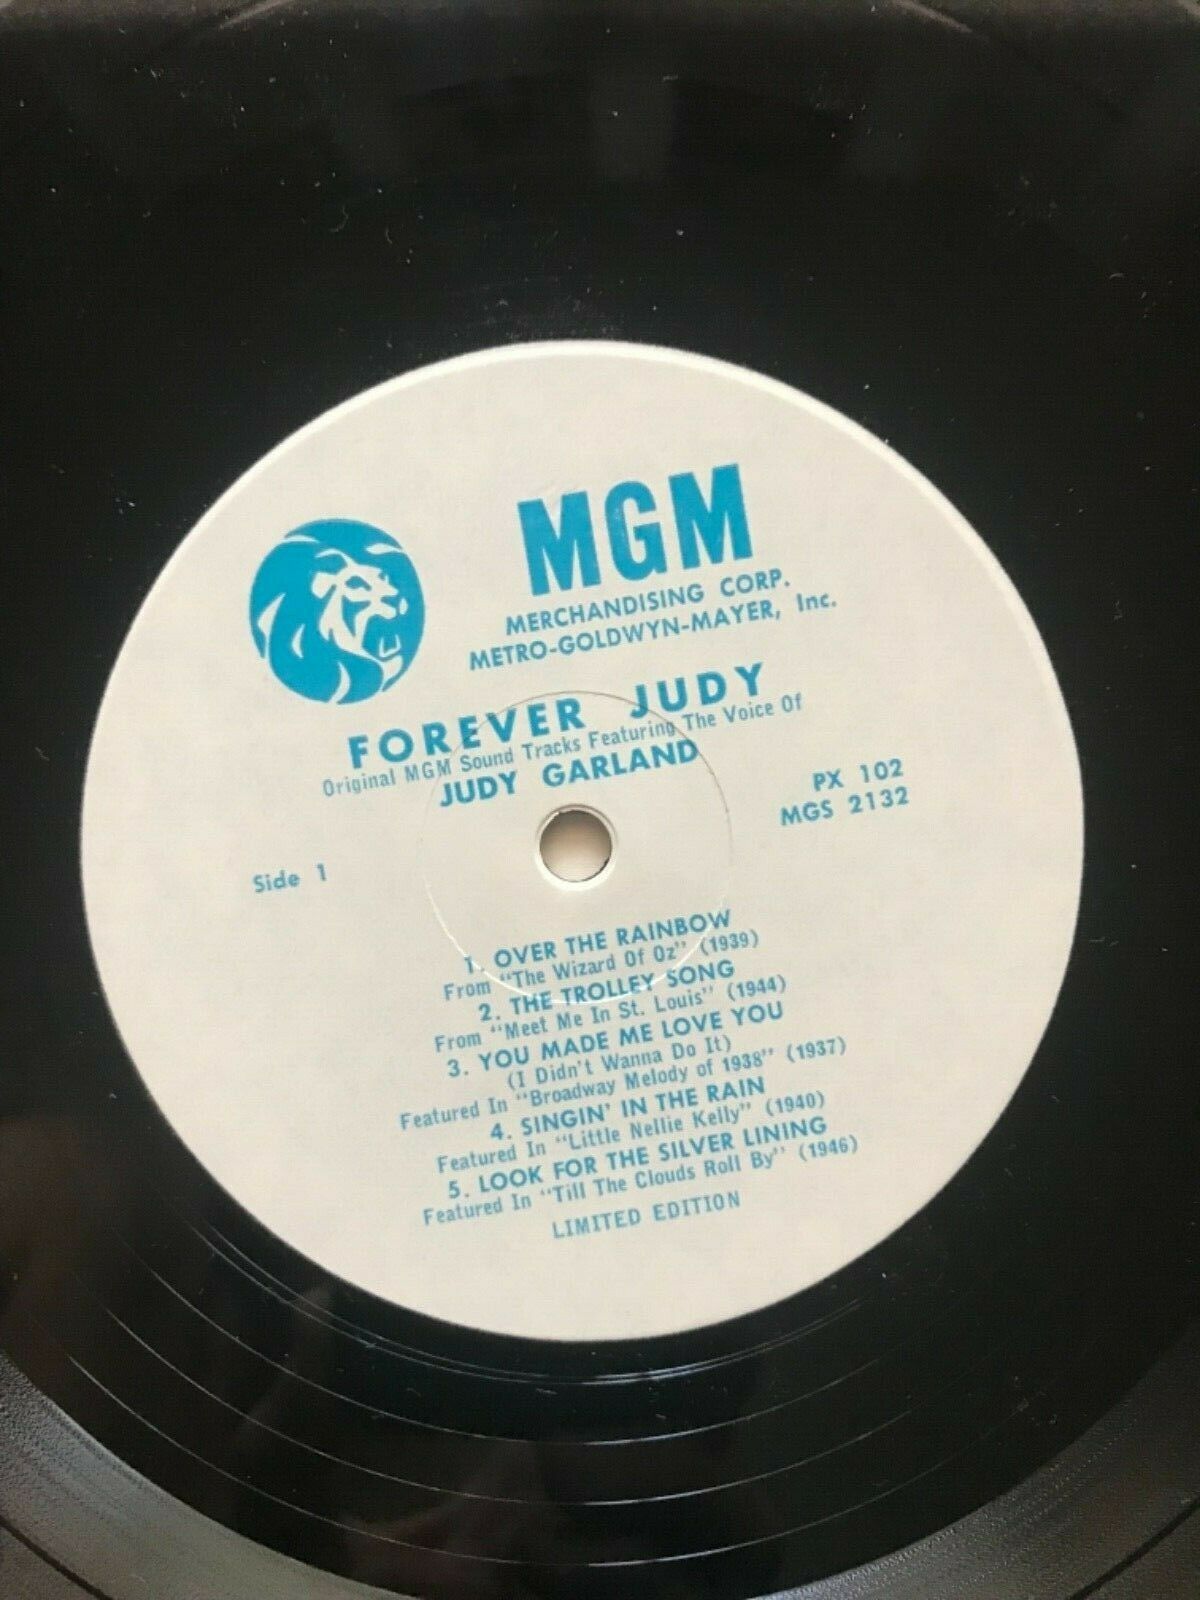 MGM
MERCHANDISING CORP.
METRO-GOLDWYN-MAYER, Inc.
FOREVER JUDY
Original MGM Sound Tracks Featuring The Voice Of
JUDY GARLAND
PX 102
MGS 2132
Side 1
1. OVER THE RAINBOW
From "The Wizard Of Oz" (1939)
2. THE TROLLEY SONG
From "Meet Me In St. Louis" (1944)
3. YOU MADE ME LOVE YOU
(I Didn't Wanna Do It)
Featured In "Broadway Melody of 1938" (1937)
4. SINGIN' IN THE RAIN
Featured In "Little Nellie Kelly" (1940)
5. LOOK FOR THE SILVER LINING
Featured In "Till The Clouds Roll By" (1946)
LIMITED EDITION